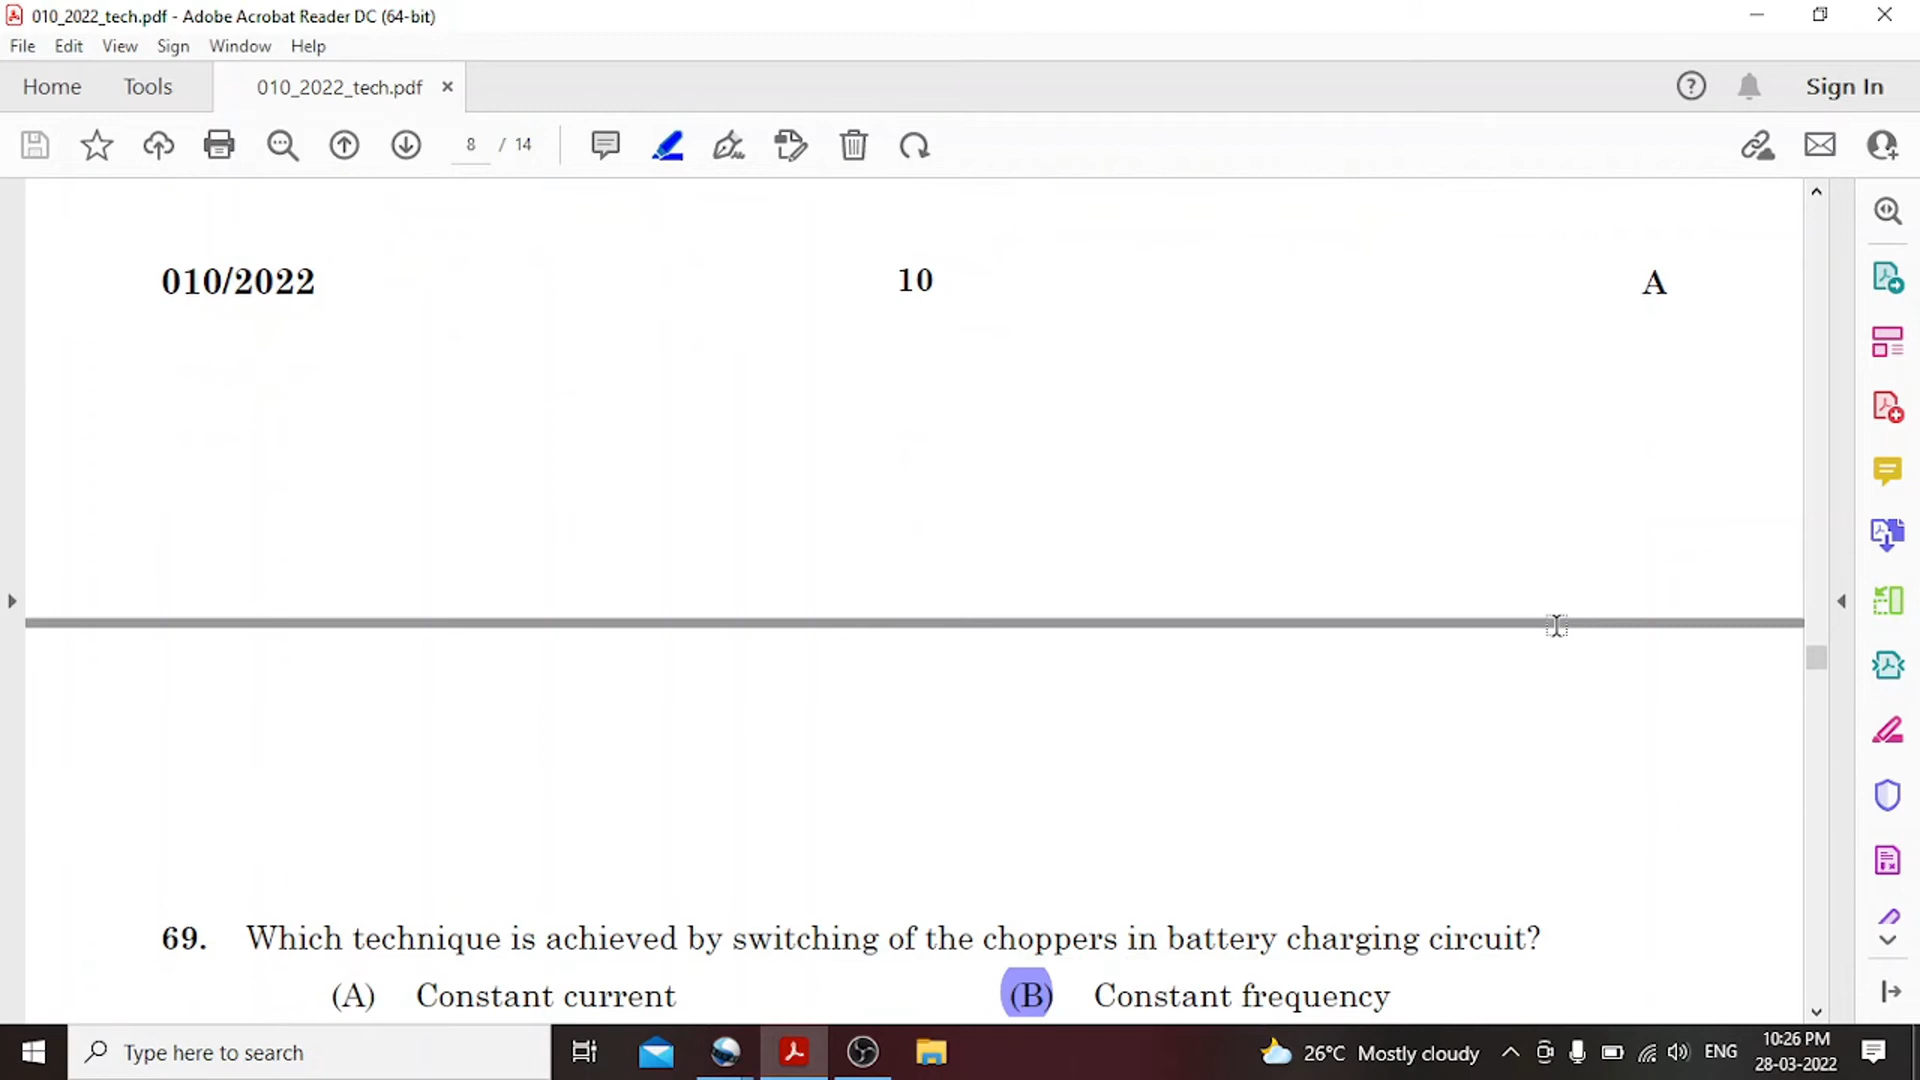 010_2022_tech.pdf - Adobe Acrobat Reader DC (64-bit)
File Edit View Sign Window Help
Home Tools 010_2022_tech.pdf × Sign In
8 / 14
010/2022 10 A
69. Which technique is achieved by switching of the choppers in battery charging circuit?
(A) Constant current (B) Constant frequency
Type here to search 26°C Mostly cloudy ENG 10:26 PM
28-03-2022